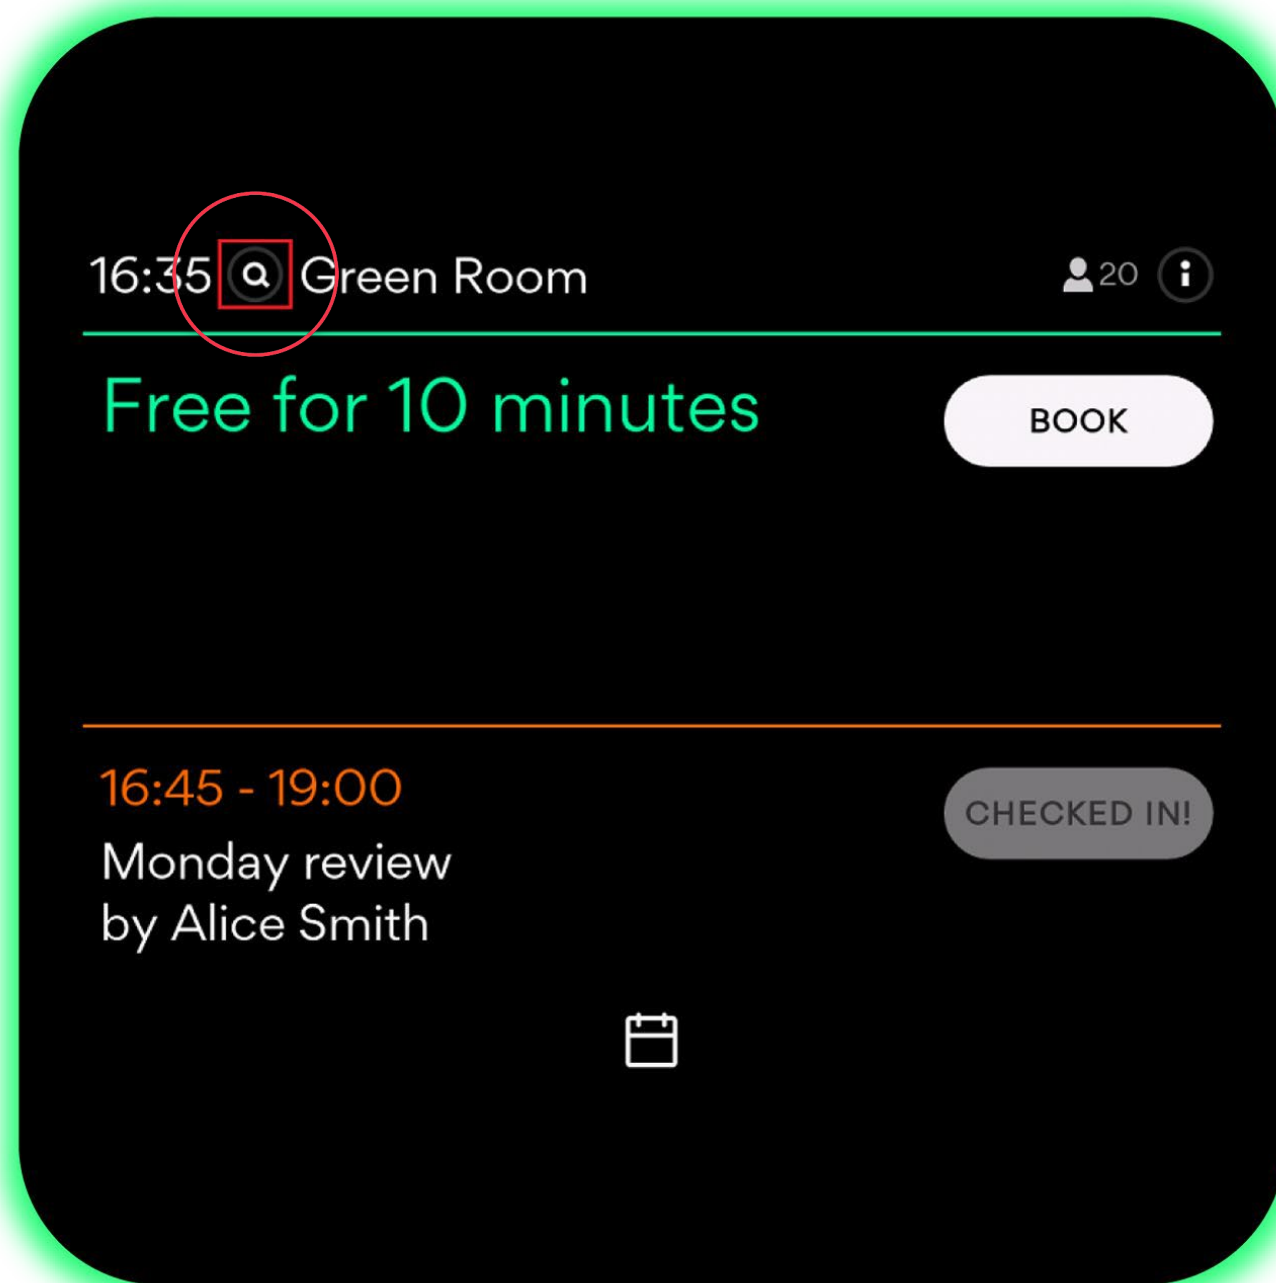 16:35 Green Room 20
Free for 10 minutes BOOK
16:45 - 19:00 CHECKED IN!
Monday review
by Alice Smith